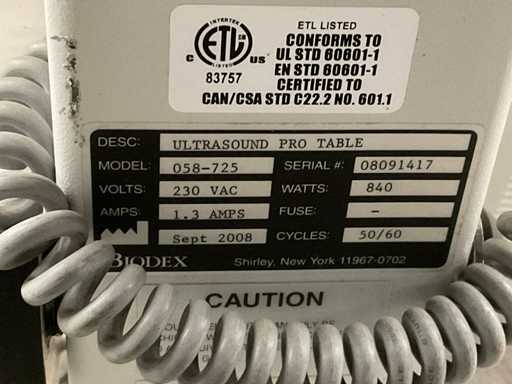 ETL LISTED
INTERTEK
ETL
LISTED
C US
83757
CONFORMS TO
UL STD 60601-1
EN STD 60601-1
CERTIFIED TO
CAN/CSA STD C22.2 NO. 601.1
DESC: ULTRASOUND PRO TABLE
MODEL: 058-725 SERIAL #: 08091417
VOLTS: 230 VAC WATTS: 840
AMPS: 1.3 AMPS FUSE: -
Sept 2008 CYCLES: 50/60
BIODEX Shirley, New York 11967-0702
CAUTION